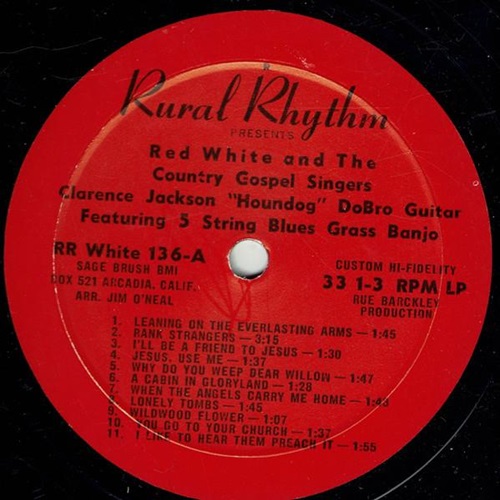 Rural Rhythm
PRESENTS
Red White and The
Country Gospel Singers
Clarence Jackson "Houndog" DoBro Guitar
Featuring 5 String Blues Grass Banjo
RR White 136-A
SAGE BRUSH BMI
BOX 521 ARCADIA, CALIF.
ARR. JIM O'NEAL
CUSTOM HI-FIDELITY
33 1-3 RPM LP
RUE BARCKLEY
PRODUCTION
1. LEANING ON THE EVERLASTING ARMS — 1:45
2. RANK STRANGERS — 3:15
3. I'LL BE A FRIEND TO JESUS — 1:30
4. JESUS, USE ME — 1:37
5. WHY DO YOU WEEP DEAR WILLOW — 1:47
6. A CABIN IN GLORYLAND — 1:28
7. WHEN THE ANGELS CARRY ME HOME — 1:43
8. LONELY TOMBS — 1:45
9. WILDWOOD FLOWER — 1:07
10. YOU GO TO YOUR CHURCH — 1:37
11. I LIKE TO HEAR THEM PREACH IT — 1:55